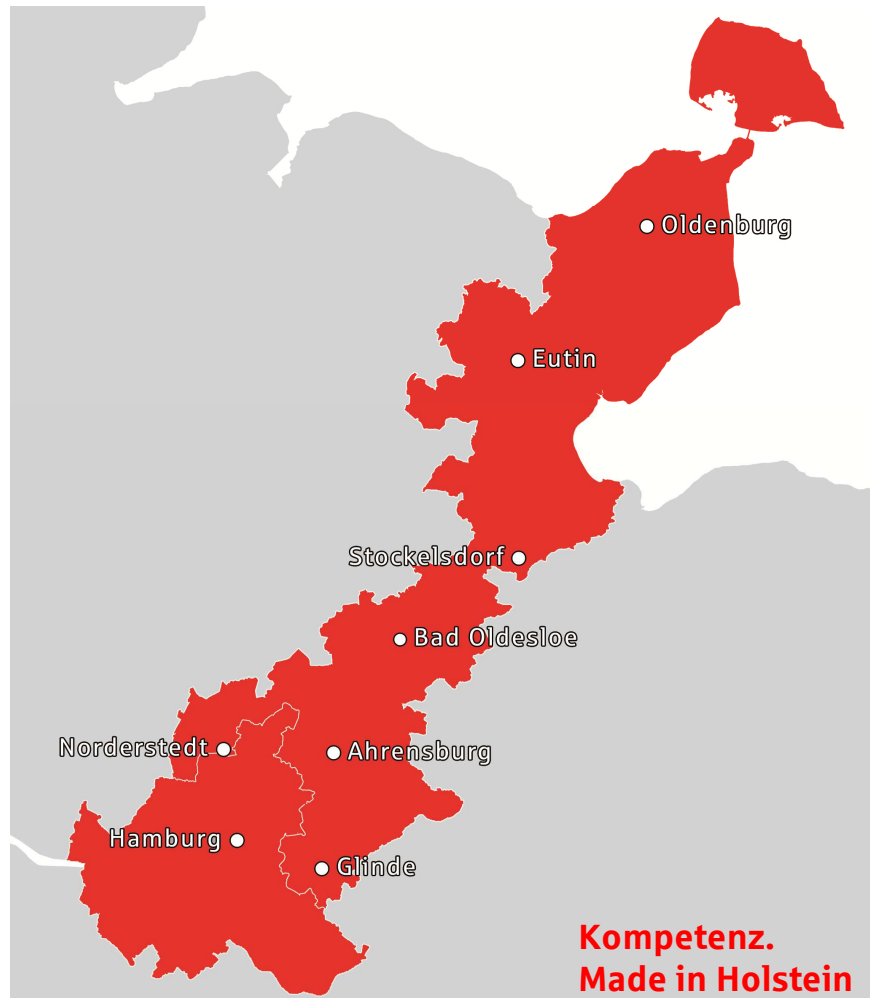 Oldenburg
Eutin
Stockelsdorf
Bad Oldesloe
Norderstedt
Ahrensburg
Hamburg
Glinde
Kompetenz.
Made in Holstein